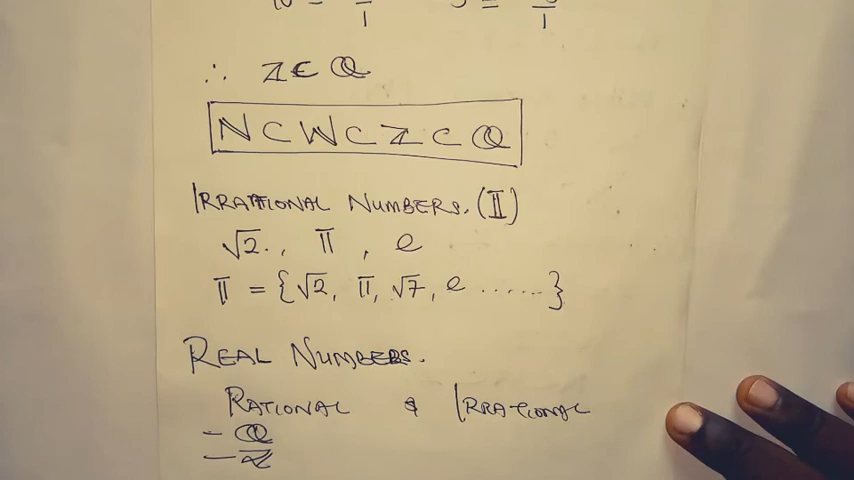 ∴ Z ∈ Q
N ⊂ W ⊂ Z ⊂ Q
IRRATIONAL NUMBERS. (𝕀)
√2., π, e
𝕀 = {√2, π, √7, e ......}
REAL NUMBERS.
RATIONAL & IRRATIONAL
- Q
- Z